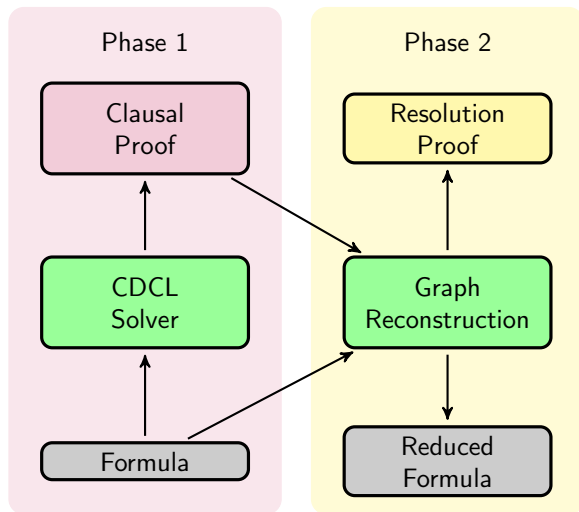 Phase 1
Clausal
Proof
CDCL
Solver
Formula
Phase 2
Resolution
Proof
Graph
Reconstruction
Reduced
Formula